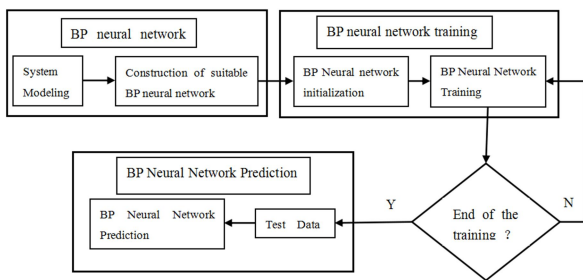 BP neural network
System
Modeling
Construction of suitable
BP neural network
BP neural network training
BP Neural network
initialization
BP Neural Network
Training
End of the
training ?
N
Y
BP Neural Network Prediction
Test Data
BP Neural Network
Prediction